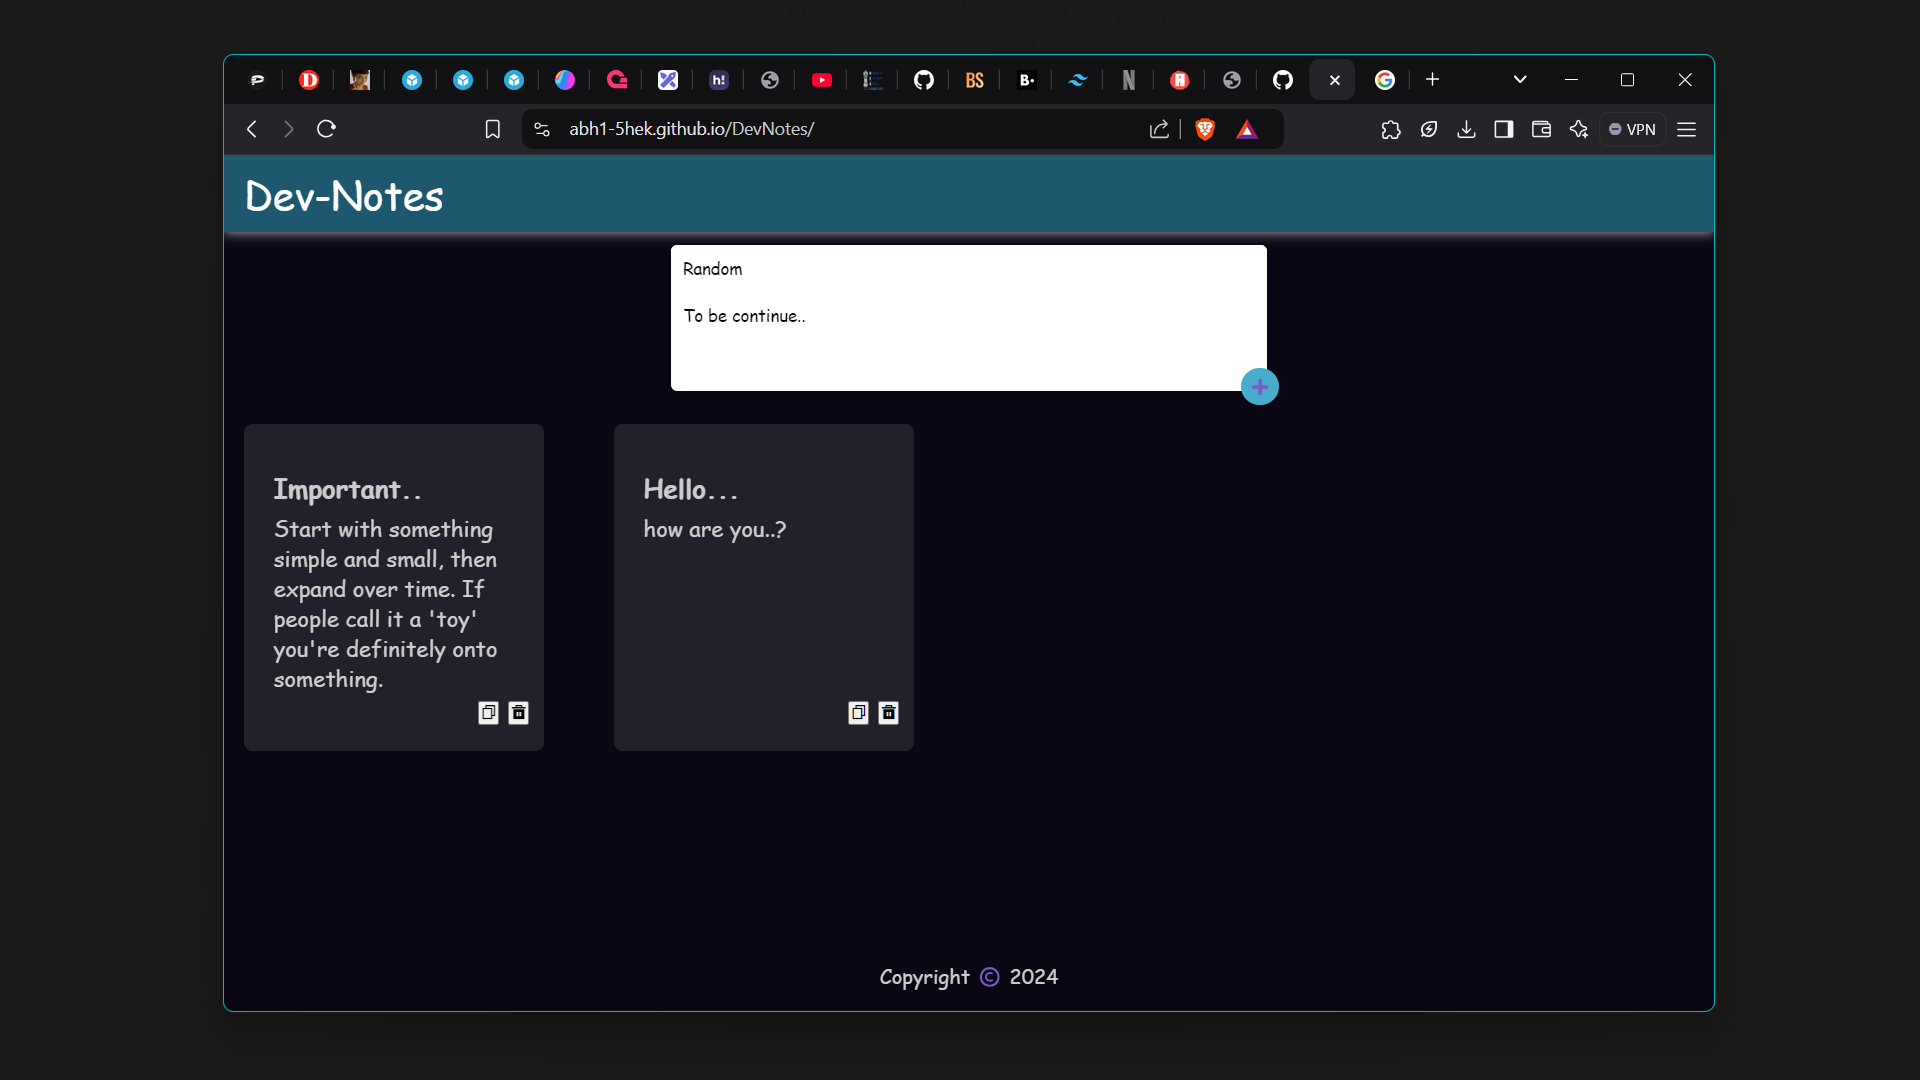 D
h!
BS
B•
N
G
abh1-5hek.github.io/DevNotes/
VPN
Dev-Notes
Random
To be continue..
Important..
Start with something
simple and small, then
expand over time. If
people call it a 'toy'
you're definitely onto
something.
Hello...
how are you..?
Copyright © 2024